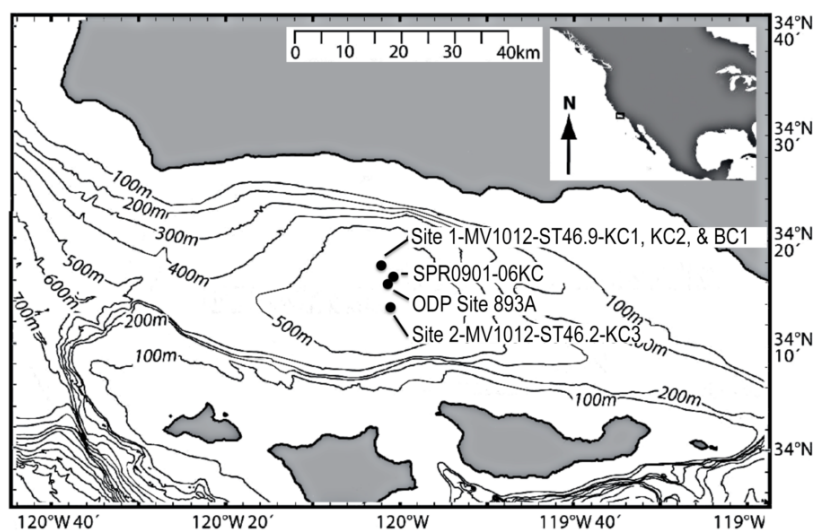 34°N
40´
0 10 20 30 40km
N
34°N
30´
100m
200m
300m
400m
500m
600m
700m
34°N
20´
Site 1-MV1012-ST46.9-KC1, KC2, & BC1
SPR0901-06KC
ODP Site 893A
Site 2-MV1012-ST46.2-KC3
500m
100m
200m
100m
34°N
10´
100m
200m
34°N
120°W 40´
120°W 20´
120°W
119°W 40´
119°W